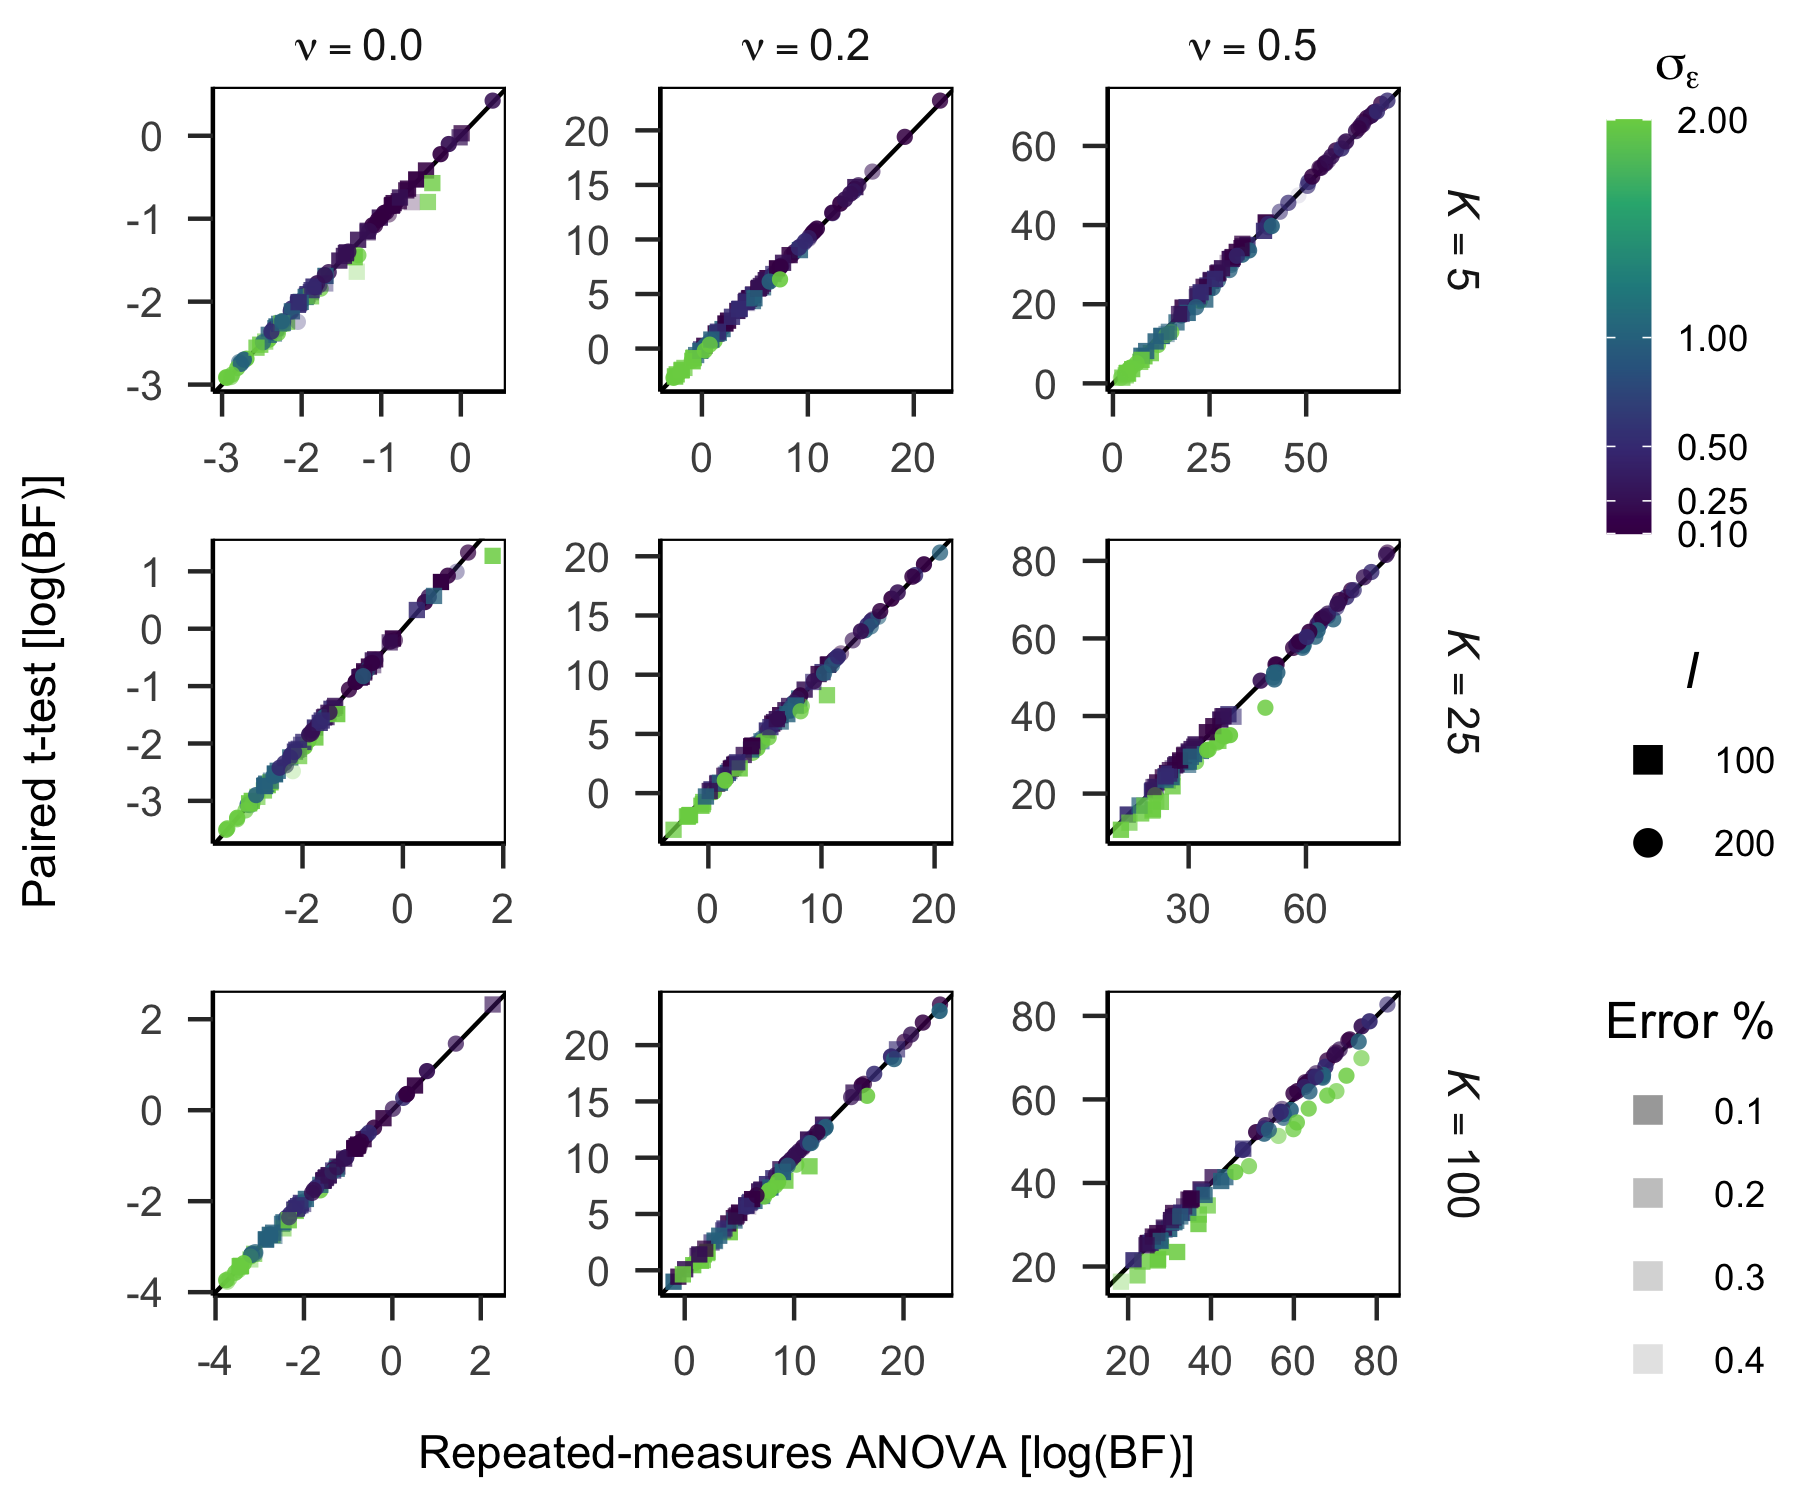 ν = 0.0
ν = 0.2
ν = 0.5
0
-1
-2
-3
-3 -2 -1 0
20
15
10
5
0
0 10 20
60
40
20
0
0 25 50
K = 5
1
0
-1
-2
-3
-2 0 2
20
15
10
5
0
0 10 20
80
60
40
20
30 60
K = 25
2
0
-2
-4
-4 -2 0 2
20
15
10
5
0
0 10 20
80
60
40
20
20 40 60 80
K = 100
Paired t-test [log(BF)]
Repeated-measures ANOVA [log(BF)]
σε
2.00
1.00
0.50
0.25
0.10
I
100
200
Error %
0.1
0.2
0.3
0.4